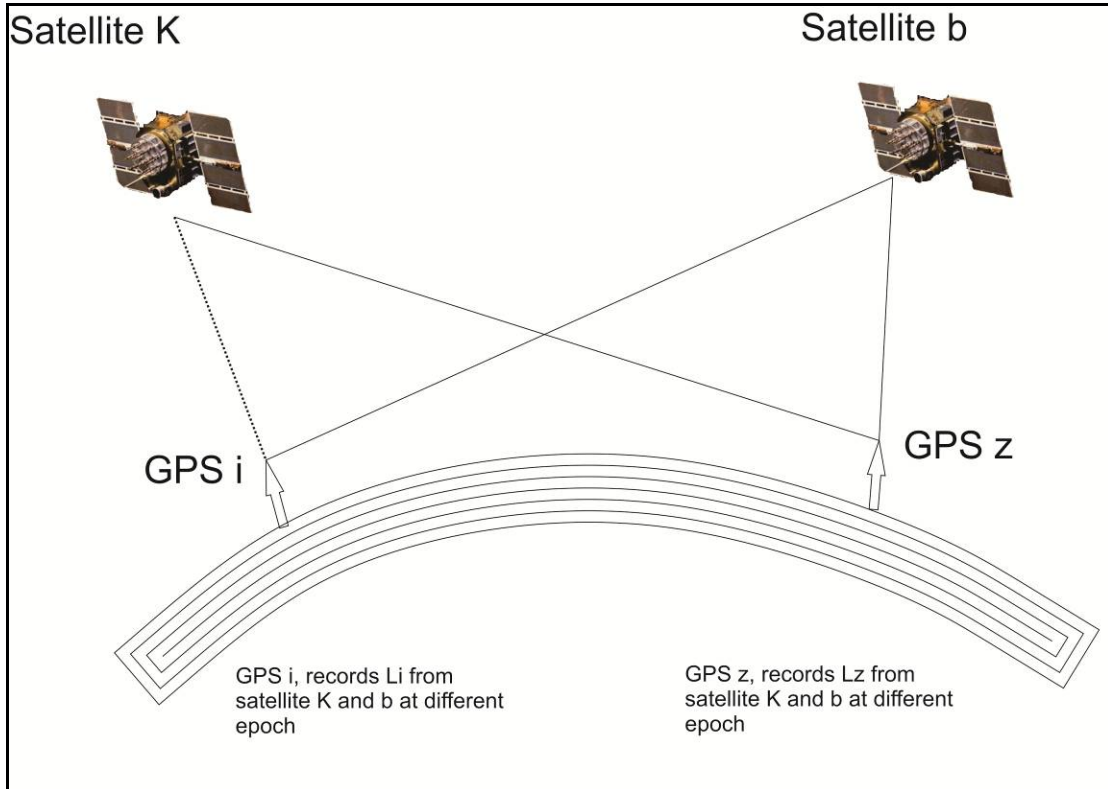 Satellite K
Satellite b
GPS i
GPS z
GPS i, records Li from
satellite K and b at different
epoch
GPS z, records Lz from
satellite K and b at different
epoch